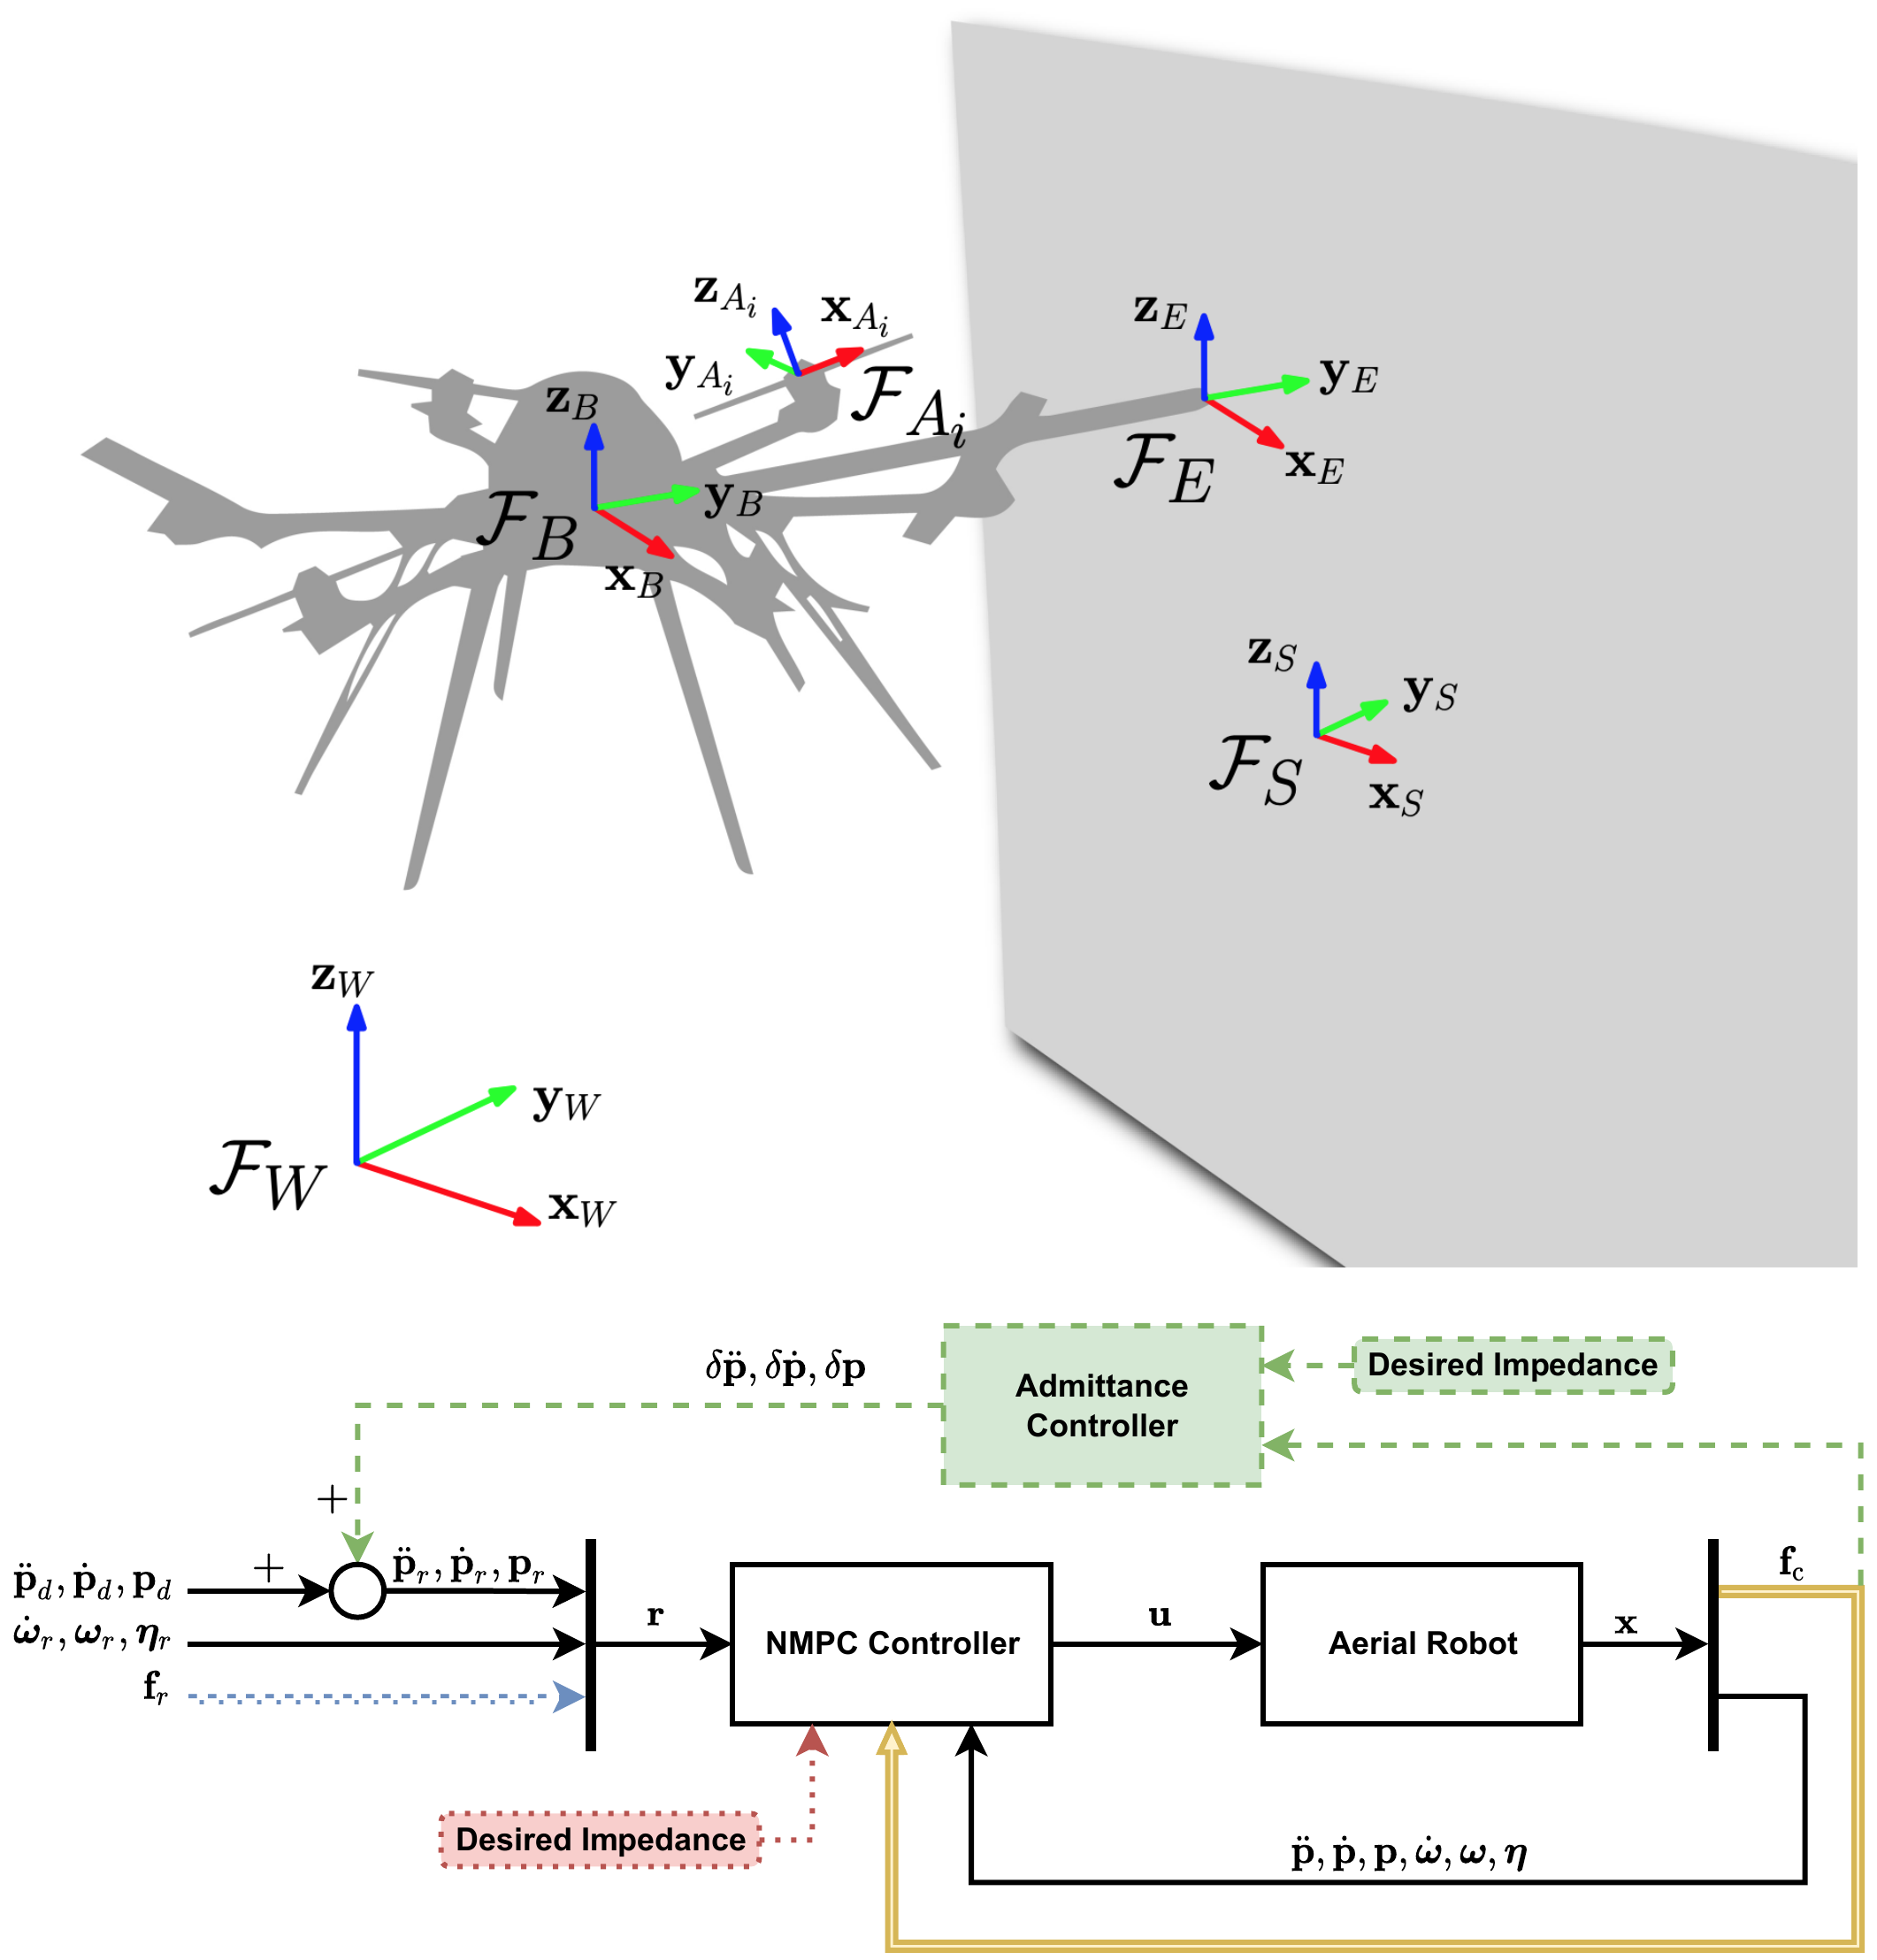 z_{A_i}
x_{A_i}
y_{A_i}
𝓕_{A_i}
z_E
y_E
x_E
𝓕_E
z_B
y_B
x_B
𝓕_B
z_S
y_S
x_S
𝓕_S
z_W
y_W
x_W
𝓕_W
δp̈, δṗ, δp
Admittance
Controller
Desired Impedance
+
+
p̈_d, ṗ_d, p_d
p̈_r, ṗ_r, p_r
ω̇_r, ω_r, η_r
f_r
r
NMPC Controller
u
Aerial Robot
x
f_c
Desired Impedance
p̈, ṗ, p, ω̇, ω, η